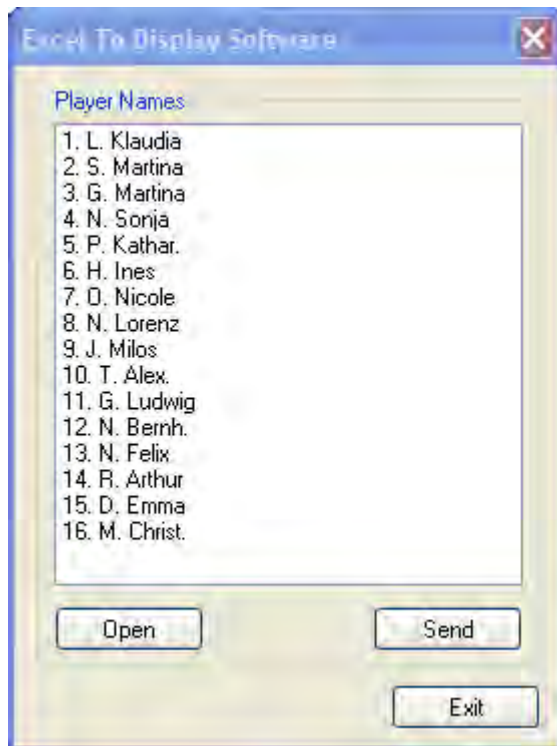 Excel To Display Software
Player Names
1. L. Klaudia
2. S. Martina
3. G. Martina
4. N. Sonja
5. P. Kathar.
6. H. Ines
7. O. Nicole
8. N. Lorenz
9. J. Milos
10. T. Alex.
11. G. Ludwig
12. N. Bernh.
13. N. Felix
14. R. Arthur
15. D. Emma
16. M. Christ.
Open
Send
Exit